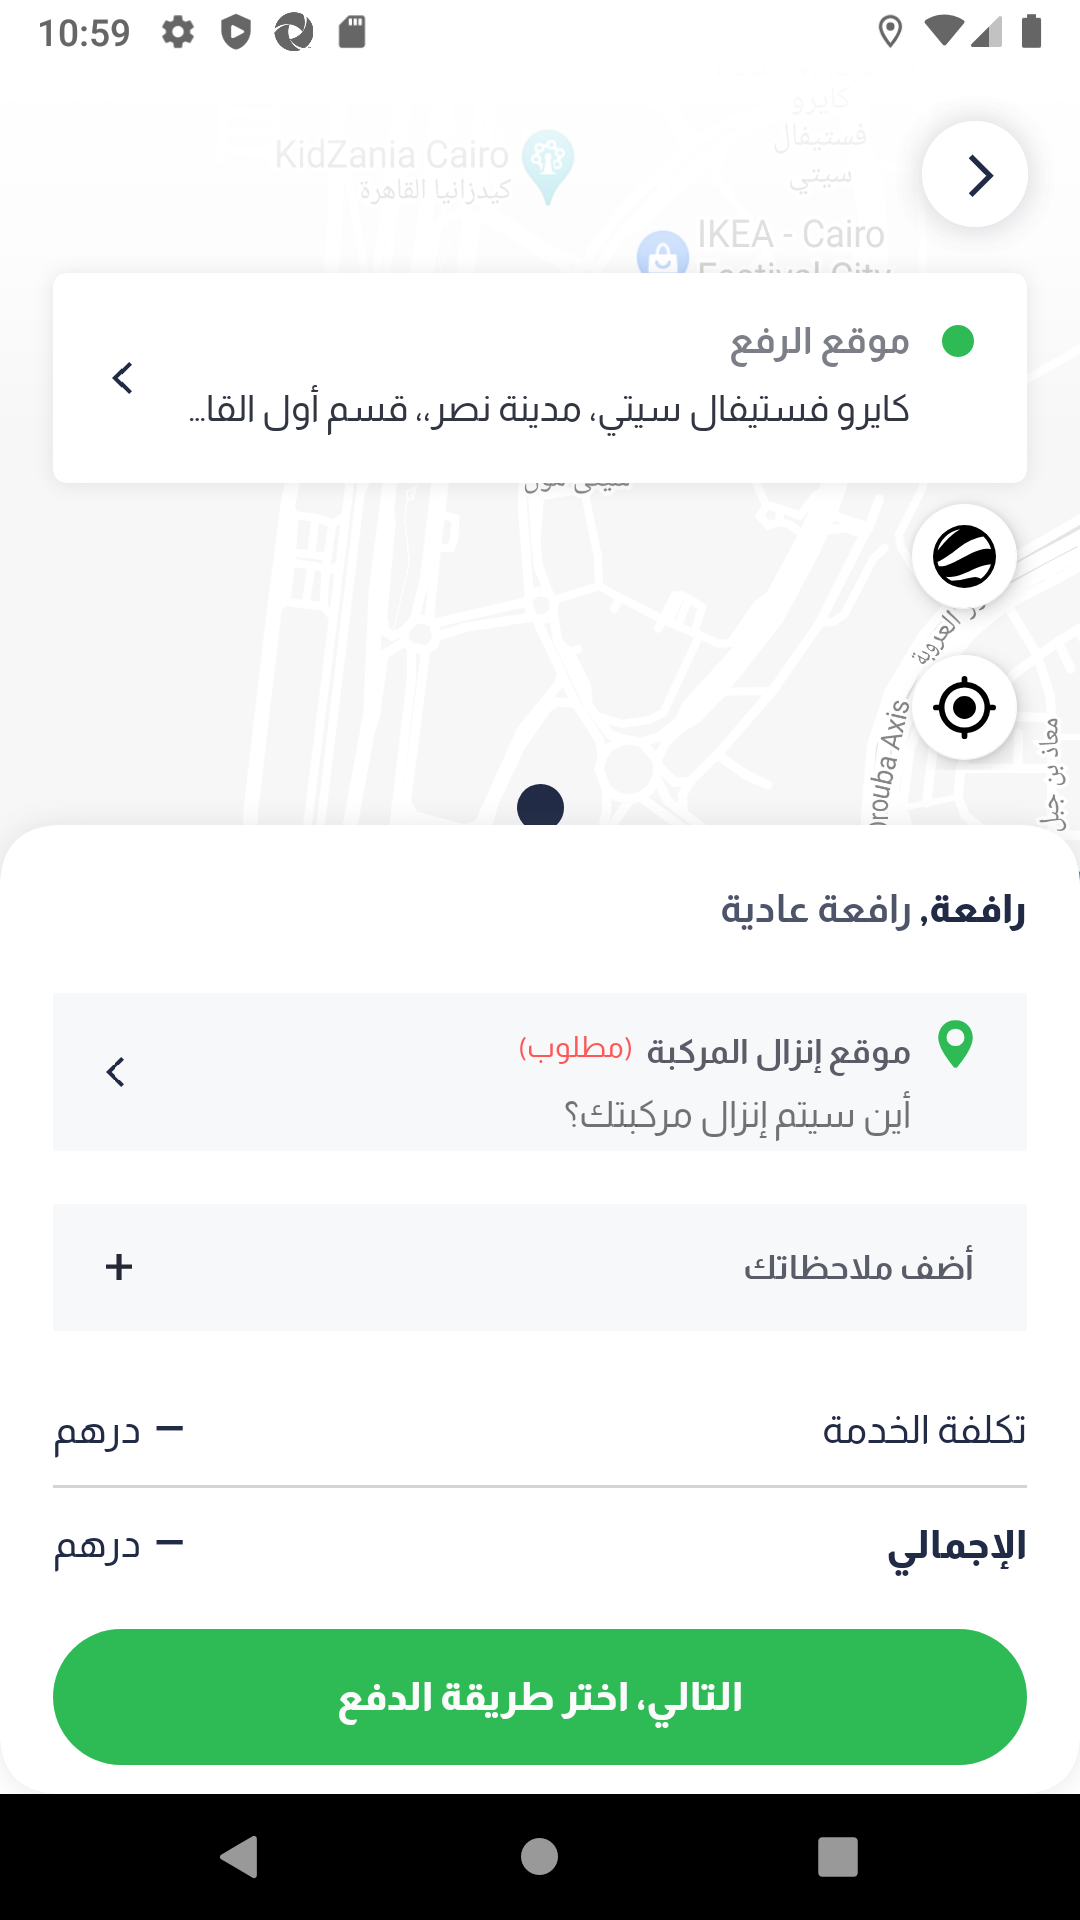 10:59
كايرو
فستيفال
سيتي
KidZania Cairo
كيدزانيا القاهرة
IKEA - Cairo
Festival City
موقع الرفع
كايرو فستيفال سيتي، مدينة نصر،، قسم أول القا...
سيتي مول
العروبة
orouba Axis
معاذ بن جبل
رافعة, رافعة عادية
موقع إنزال المركبة (مطلوب)
أين سيتم إنزال مركبتك؟
أضف ملاحظاتك
تكلفة الخدمة
– درهم
الإجمالي
– درهم
التالي، اختر طريقة الدفع